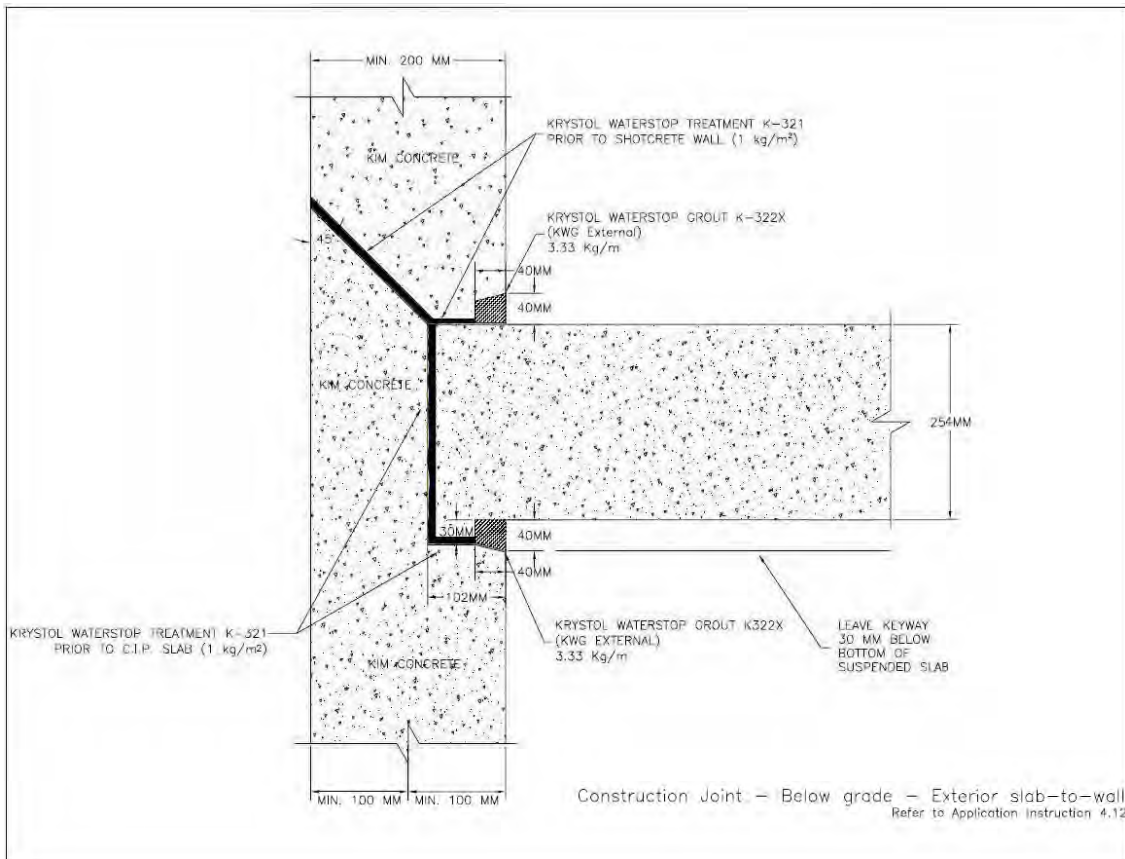 MIN. 200 MM
KRYSTOL WATERSTOP TREATMENT K-321
PRIOR TO SHOTCRETE WALL (1 kg/m²)
KIM CONCRETE
KRYSTOL WATERSTOP GROUT K-322X
(KWG External)
3.33 Kg/m
45°
40MM
40MM
KIM CONCRETE
254MM
30MM
40MM
40MM
102MM
KRYSTOL WATERSTOP TREATMENT K-321
PRIOR TO C.I.P. SLAB (1 kg/m²)
KRYSTOL WATERSTOP GROUT K322X
(KWG EXTERNAL)
3.33 Kg/m
LEAVE KEYWAY
30 MM BELOW
BOTTOM OF
SUSPENDED SLAB
KIM CONCRETE
MIN. 100 MM
MIN. 100 MM
Construction Joint – Below grade – Exterior slab-to-wall
Refer to Application Instruction 4.12